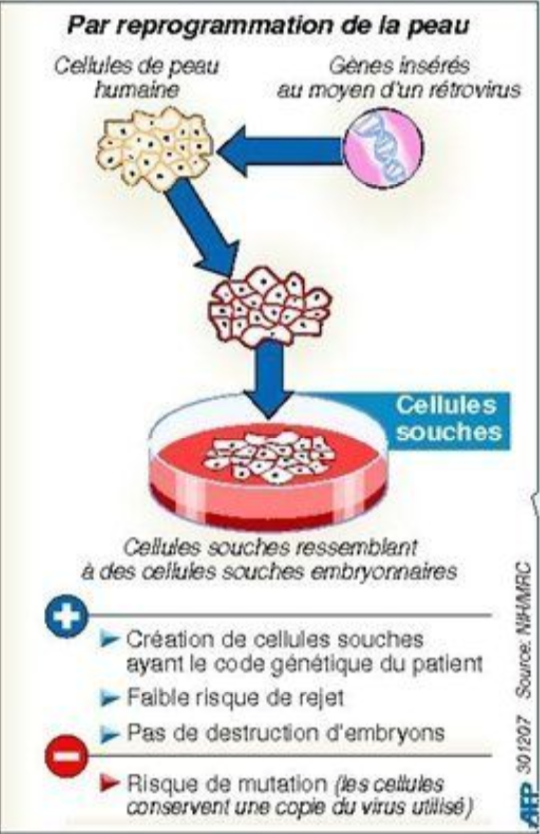 Par reprogrammation de la peau
Cellules de peau
humaine
Gènes insérés
au moyen d'un rétrovirus
Cellules
souches
Cellules souches ressemblant
à des cellules souches embryonnaires
+
Création de cellules souches
ayant le code génétique du patient
Faible risque de rejet
Pas de destruction d'embryons
−
Risque de mutation (les cellules
conservent une copie du virus utilisé)
AFP 301207 Source: NIH/MRC